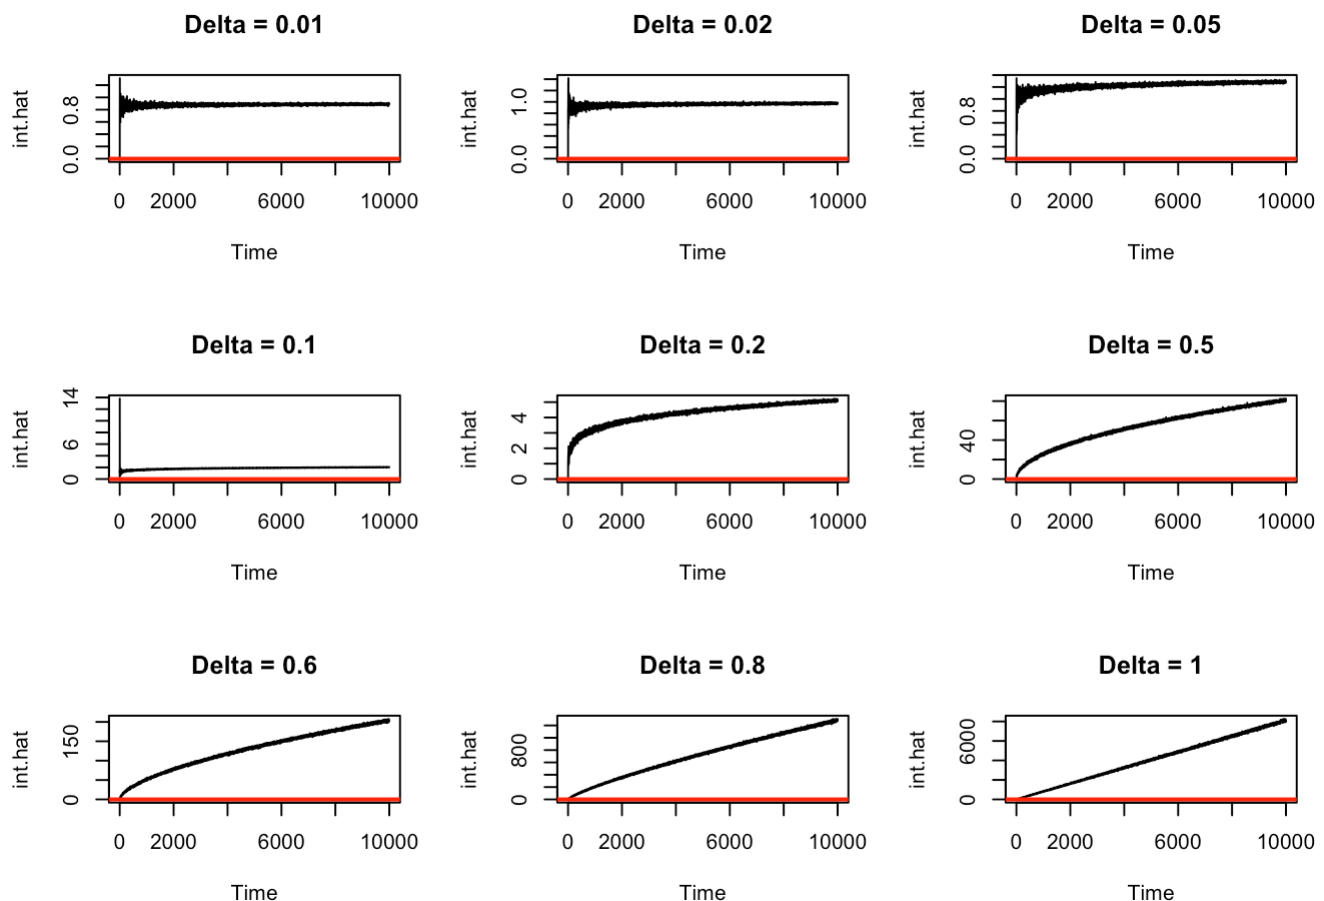 Delta = 0.01
int.hat
0.0 0.8
0 2000 6000 10000
Time
Delta = 0.02
int.hat
0.0 1.0
0 2000 6000 10000
Time
Delta = 0.05
int.hat
0.0 0.8
0 2000 6000 10000
Time
Delta = 0.1
int.hat
0 6 14
0 2000 6000 10000
Time
Delta = 0.2
int.hat
0 2 4
0 2000 6000 10000
Time
Delta = 0.5
int.hat
0 40
0 2000 6000 10000
Time
Delta = 0.6
int.hat
0 150
0 2000 6000 10000
Time
Delta = 0.8
int.hat
0 800
0 2000 6000 10000
Time
Delta = 1
int.hat
0 6000
0 2000 6000 10000
Time